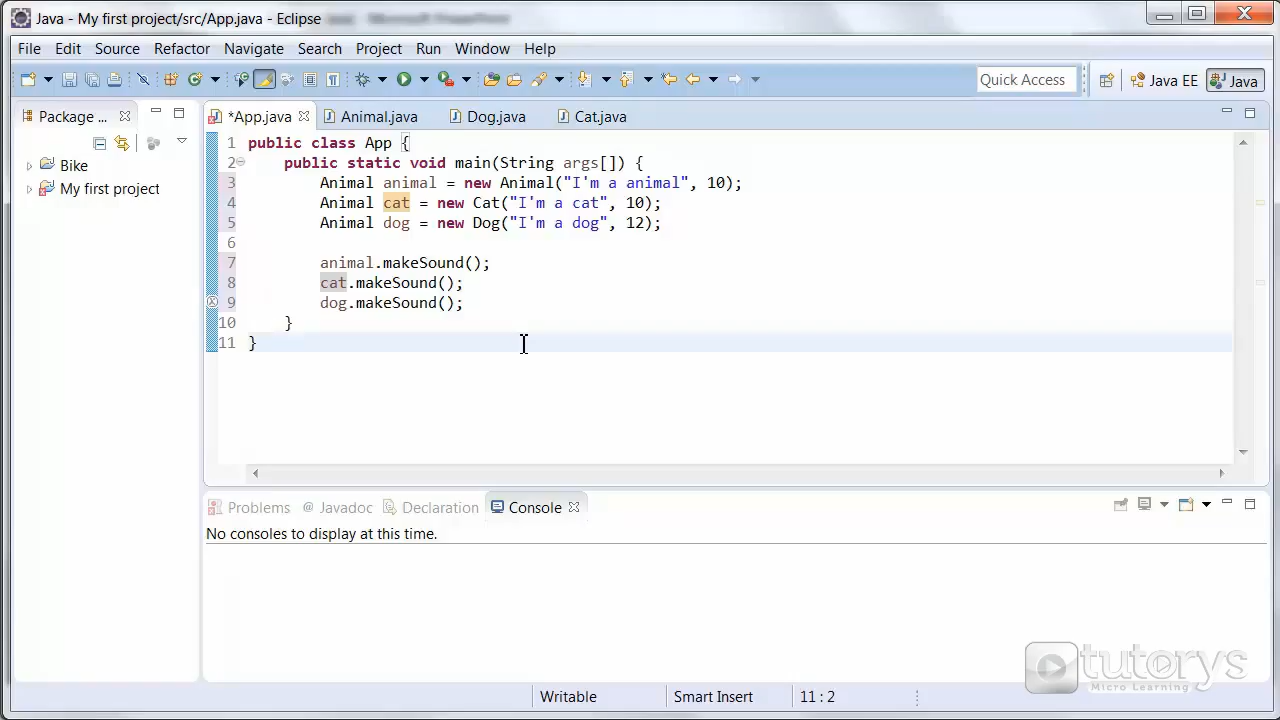 Java - My first project/src/App.java - Eclipse
File Edit Source Refactor Navigate Search Project Run Window Help
Quick Access Java EE Java
Package ... *App.java Animal.java Dog.java Cat.java
Bike
My first project
1 public class App {
2 public static void main(String args[]) {
3 Animal animal = new Animal("I'm a animal", 10);
4 Animal cat = new Cat("I'm a cat", 10);
5 Animal dog = new Dog("I'm a dog", 12);
6
7 animal.makeSound();
8 cat.makeSound();
9 dog.makeSound();
10 }
11 }
Problems @ Javadoc Declaration Console
No consoles to display at this time.
Writable Smart Insert 11 : 2
tutorys
Micro Learning